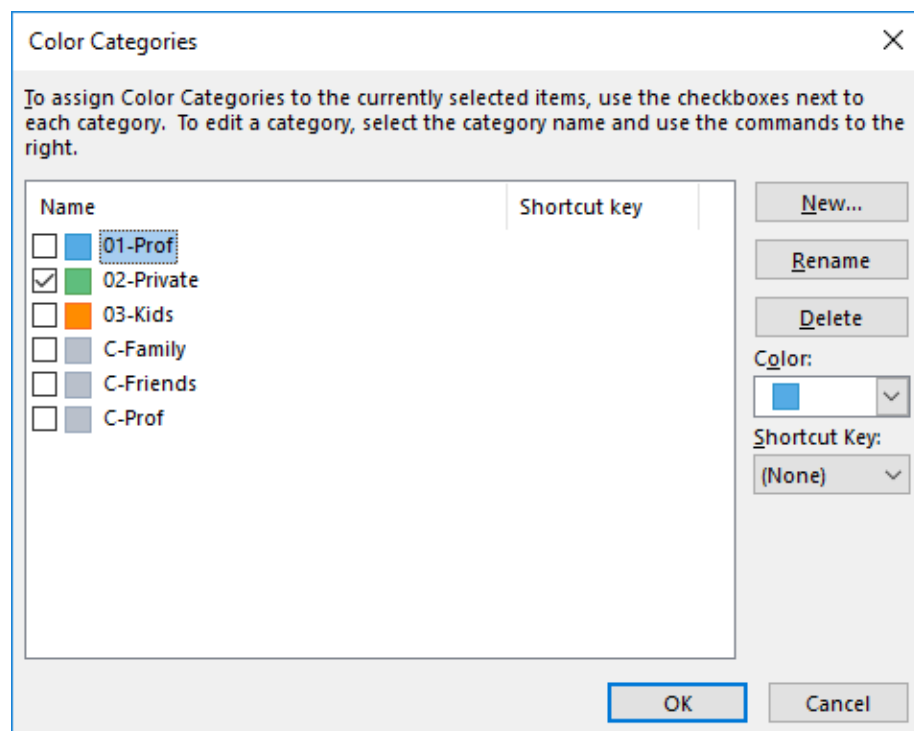 Color Categories
To assign Color Categories to the currently selected items, use the checkboxes next to
each category. To edit a category, select the category name and use the commands to the
right.
Name Shortcut key
01-Prof
02-Private
03-Kids
C-Family
C-Friends
C-Prof
New...
Rename
Delete
Color:
Shortcut Key:
(None)
OK Cancel